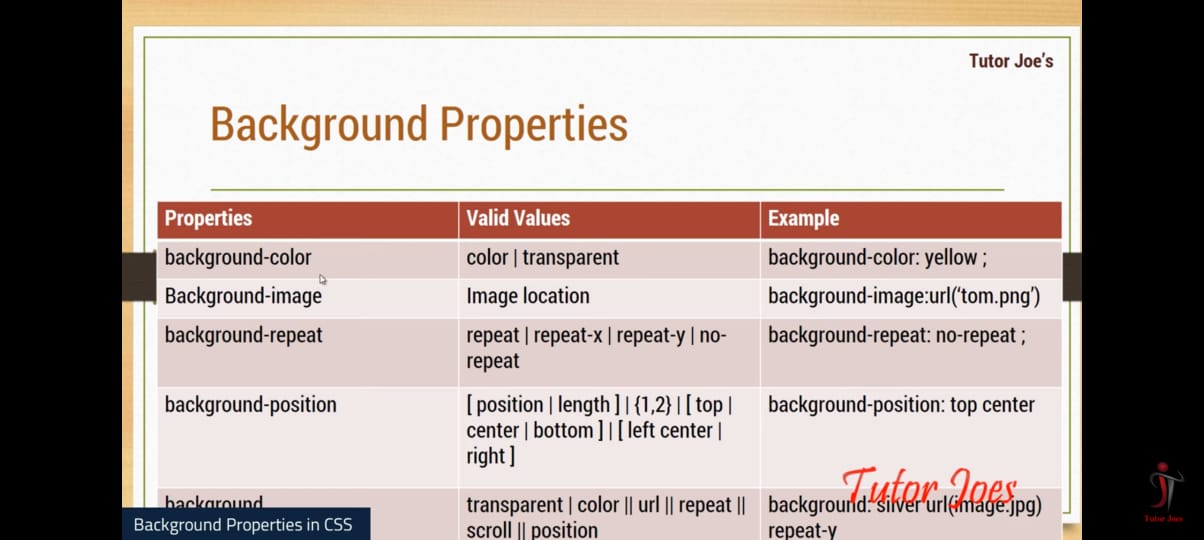 Tutor Joe's
Background Properties
Properties Valid Values Example
background-color color | transparent background-color: yellow ;
Background-image Image location background-image:url(‘tom.png’)
background-repeat repeat | repeat-x | repeat-y | no- background-repeat: no-repeat ;
repeat
background-position [ position | length ] | {1,2} | [ top | background-position: top center
center | bottom ] | [ left center |
right ]
Tutor Joes
background transparent | color || url || repeat || background: silver url(image.jpg)
scroll || position repeat-y
Background Properties in CSS
Tutor Joes